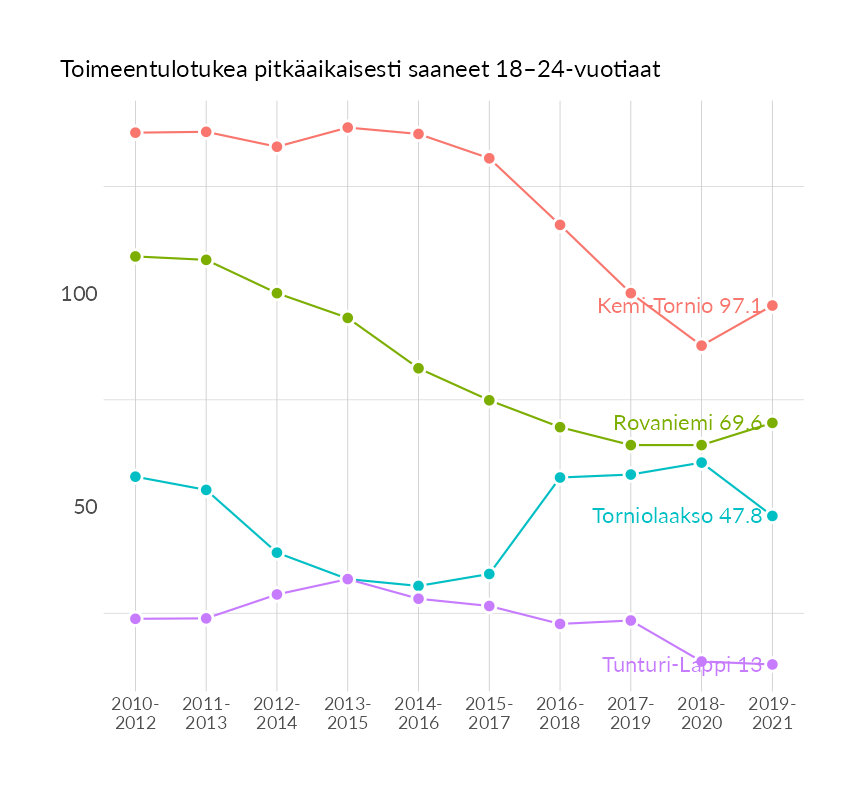 Toimeentulotukea pitkäaikaisesti saaneet 18–24-vuotiaat
100
Kemi-Tornio 97.1
Rovaniemi 69.6
50
Torniolaakso 47.8
Tunturi-Lappi 13
2010- 2011- 2012- 2013- 2014- 2015- 2016- 2017- 2018- 2019-
2012 2013 2014 2015 2016 2017 2018 2019 2020 2021